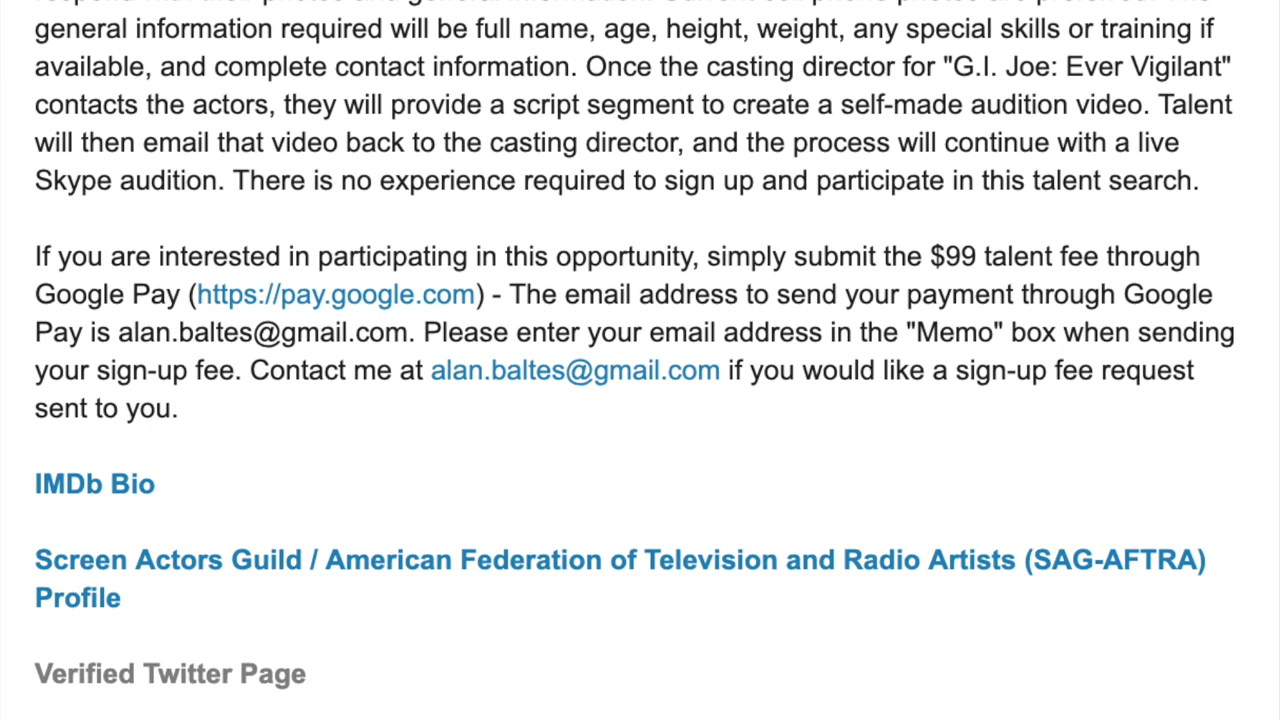 general information required will be full name, age, height, weight, any special skills or training if
available, and complete contact information. Once the casting director for "G.I. Joe: Ever Vigilant"
contacts the actors, they will provide a script segment to create a self-made audition video. Talent
will then email that video back to the casting director, and the process will continue with a live
Skype audition. There is no experience required to sign up and participate in this talent search.
If you are interested in participating in this opportunity, simply submit the $99 talent fee through
Google Pay (https://pay.google.com) - The email address to send your payment through Google
Pay is alan.baltes@gmail.com. Please enter your email address in the "Memo" box when sending
your sign-up fee. Contact me at alan.baltes@gmail.com if you would like a sign-up fee request
sent to you.
IMDb Bio
Screen Actors Guild / American Federation of Television and Radio Artists (SAG-AFTRA)
Profile
Verified Twitter Page